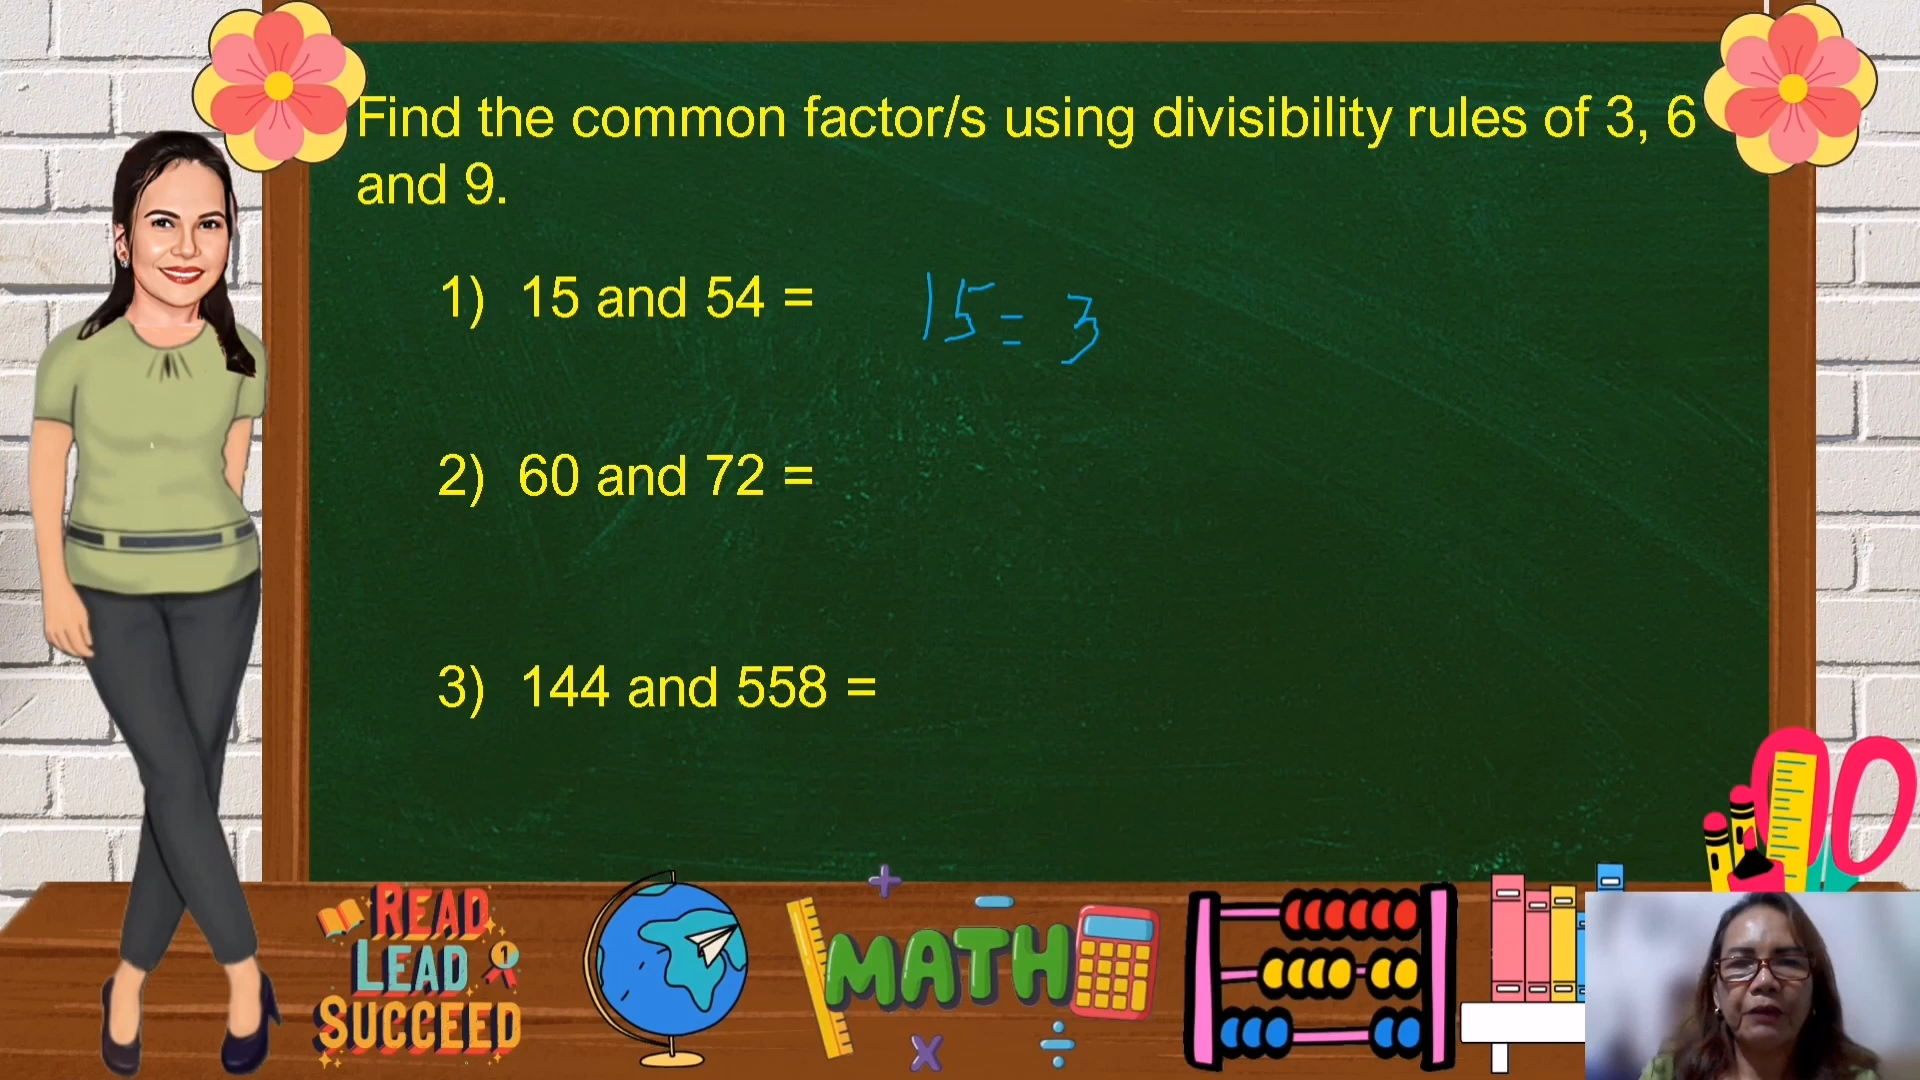 Find the common factor/s using divisibility rules of 3, 6
and 9.
1) 15 and 54 = 15 = 3
2) 60 and 72 =
3) 144 and 558 =
READ
LEAD
1
SUCCEED
MATH